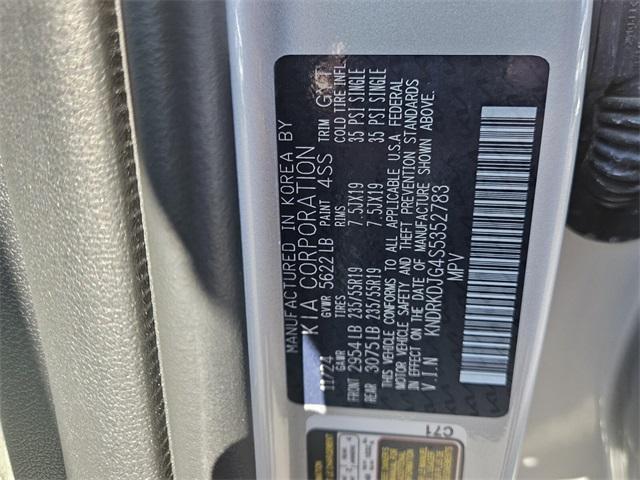 MANUFACTURED IN KOREA BY
KIA CORPORATION
11/24 GVWR 5622 LB PAINT 4SS TRIM GYT
GAWR TIRES RIMS COLD TIRE INFL.
FRONT 2954 LB 235/55R19 7.5JX19 35 PSI SINGLE
REAR 3075 LB 235/55R19 7.5JX19 35 PSI SINGLE
THIS VEHICLE CONFORMS TO ALL APPLICABLE U.S.A FEDERAL
MOTOR VEHICLE SAFETY AND THEFT PREVENTION STANDARDS
IN EFFECT ON THE DATE OF MANUFACTURE SHOWN ABOVE.
V.I.N KNDRKDJG4S5352783
MPV
C71